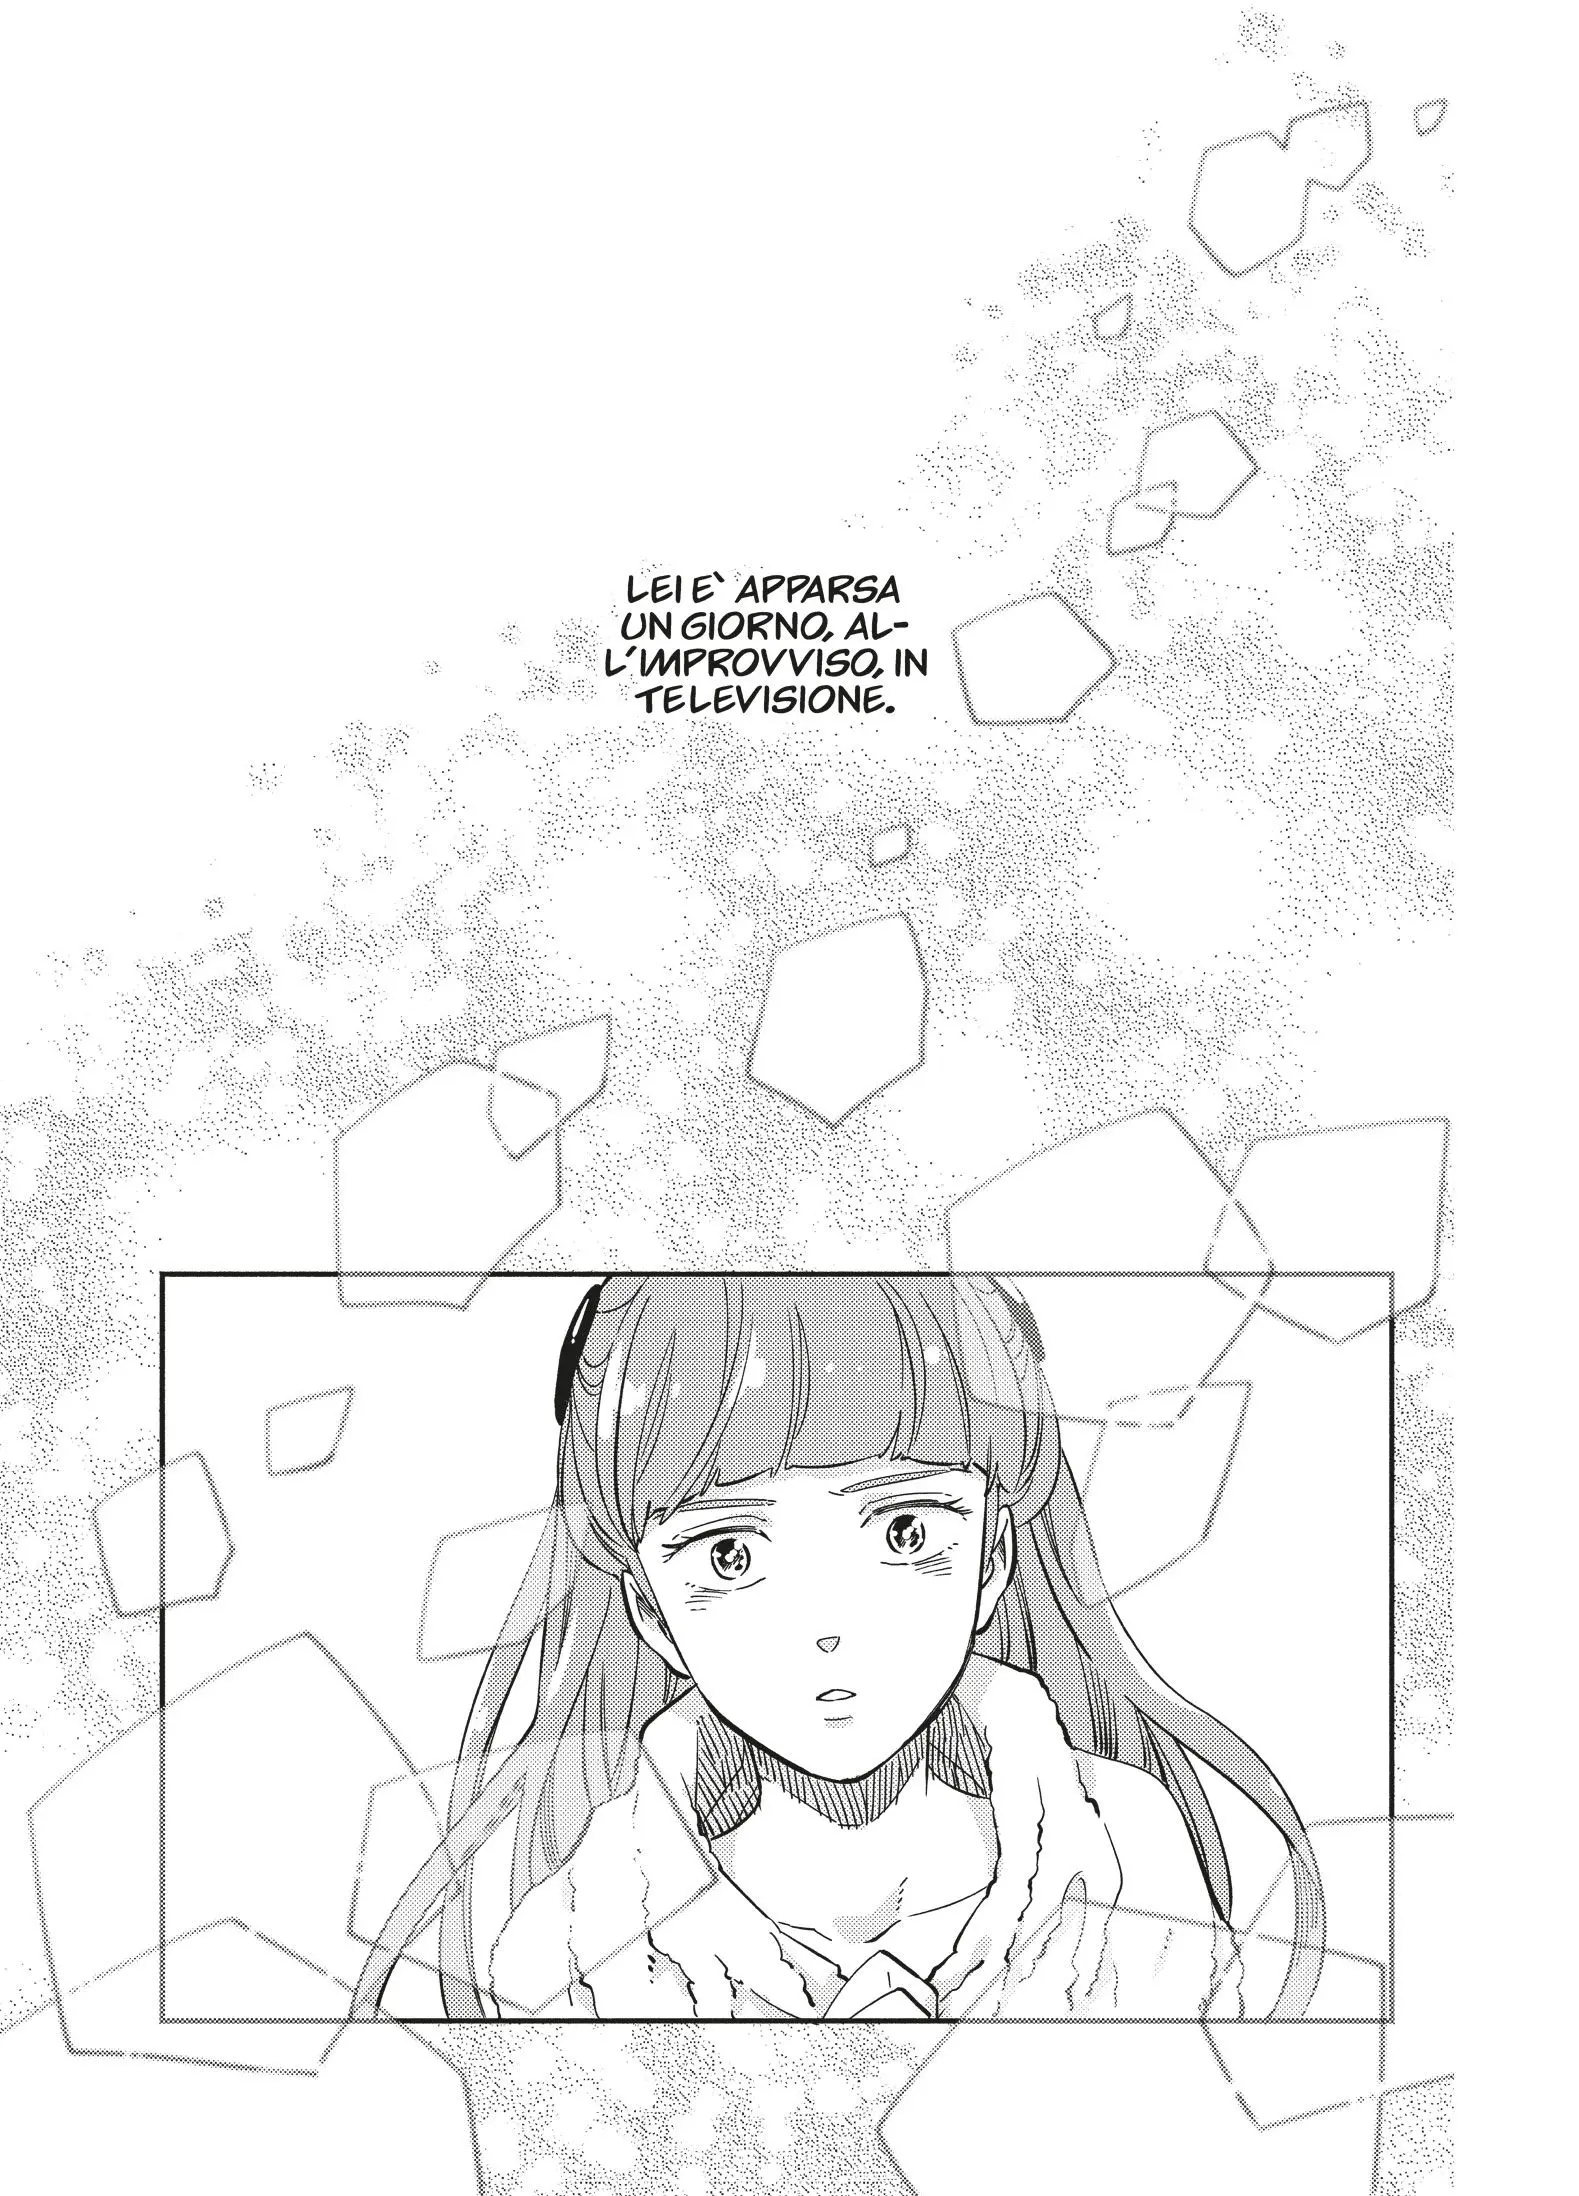 LEI E` APPARSA
UN GIORNO, AL-
L'IMPROVVISO, IN
TELEVISIONE.